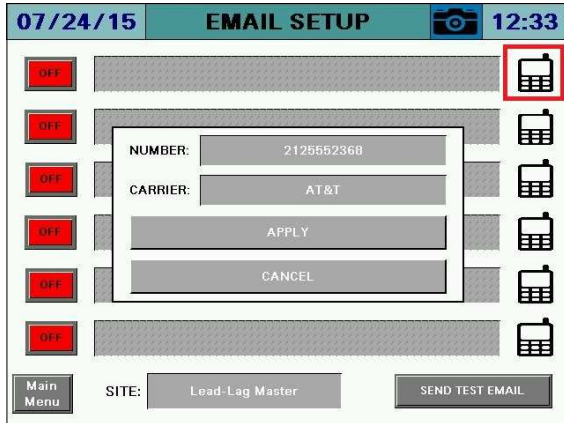 07/24/15 EMAIL SETUP 12:33
OFF
OFF
NUMBER: 2125552368
OFF
CARRIER: AT&T
OFF
APPLY
OFF
CANCEL
OFF
Main Menu
SITE: Lead-Lag Master
SEND TEST EMAIL